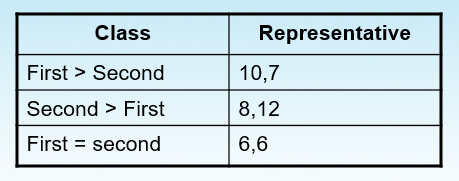 Class Representative
First > Second 10,7
Second > First 8,12
First = second 6,6